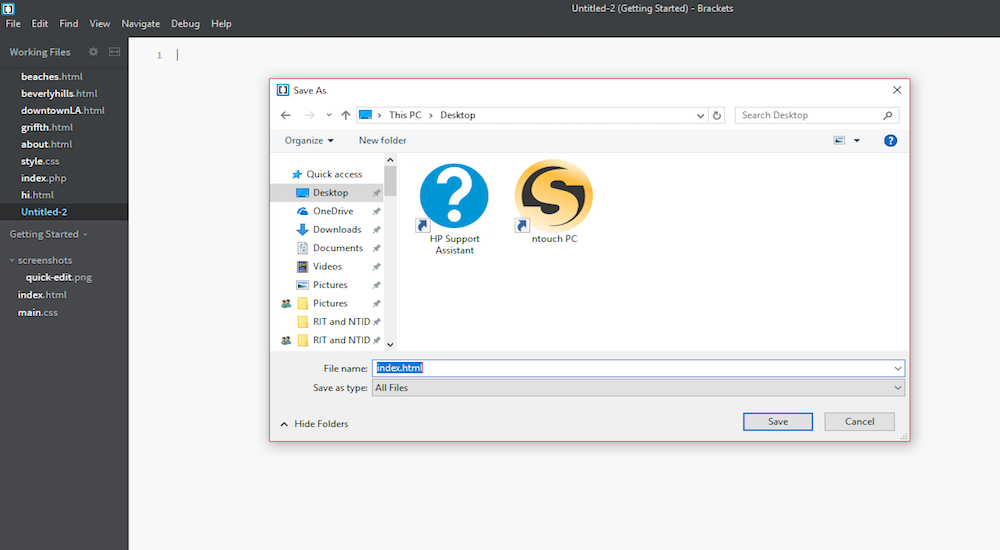 Untitled-2 (Getting Started) - Brackets
File Edit Find View Navigate Debug Help
Working Files
beaches.html
beverlyhills.html
downtownLA.html
griffth.html
about.html
style.css
index.php
hi.html
Untitled-2
Getting Started
screenshots
quick-edit.png
index.html
main.css
1
Save As
This PC > Desktop
Search Desktop
Organize
New folder
?
Quick access
Desktop
OneDrive
Downloads
Documents
Videos
Pictures
Pictures
RIT and NTID
RIT and NTID
?
HP Support
Assistant
S
ntouch PC
File name: index.html
Save as type: All Files
Hide Folders
Save
Cancel